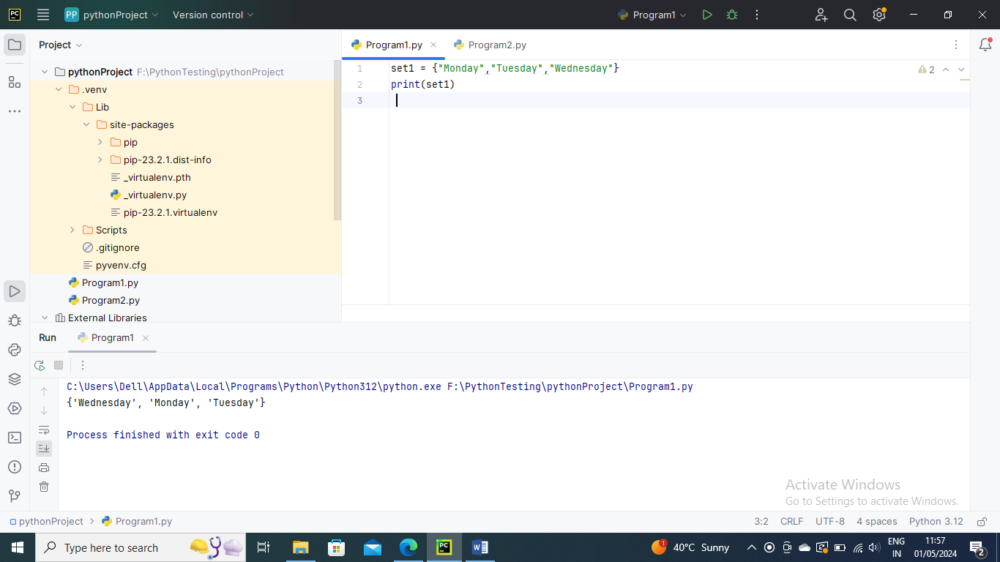 PC PP pythonProject Version control Program1
Project
pythonProject F:\PythonTesting\pythonProject
.venv
Lib
site-packages
pip
pip-23.2.1.dist-info
_virtualenv.pth
_virtualenv.py
pip-23.2.1.virtualenv
Scripts
.gitignore
pyvenv.cfg
Program1.py
Program2.py
External Libraries
Program1.py Program2.py
1 set1 = {"Monday","Tuesday","Wednesday"} 2
2 print(set1)
3
Run Program1
C:\Users\Dell\AppData\Local\Programs\Python\Python312\python.exe F:\PythonTesting\pythonProject\Program1.py
{'Wednesday', 'Monday', 'Tuesday'}
Process finished with exit code 0
Activate Windows
Go to Settings to activate Windows.
pythonProject Program1.py 3:2 CRLF UTF-8 4 spaces Python 3.12
Type here to search PC W 1 40°C Sunny ENG IN 11:57 01/05/2024 2